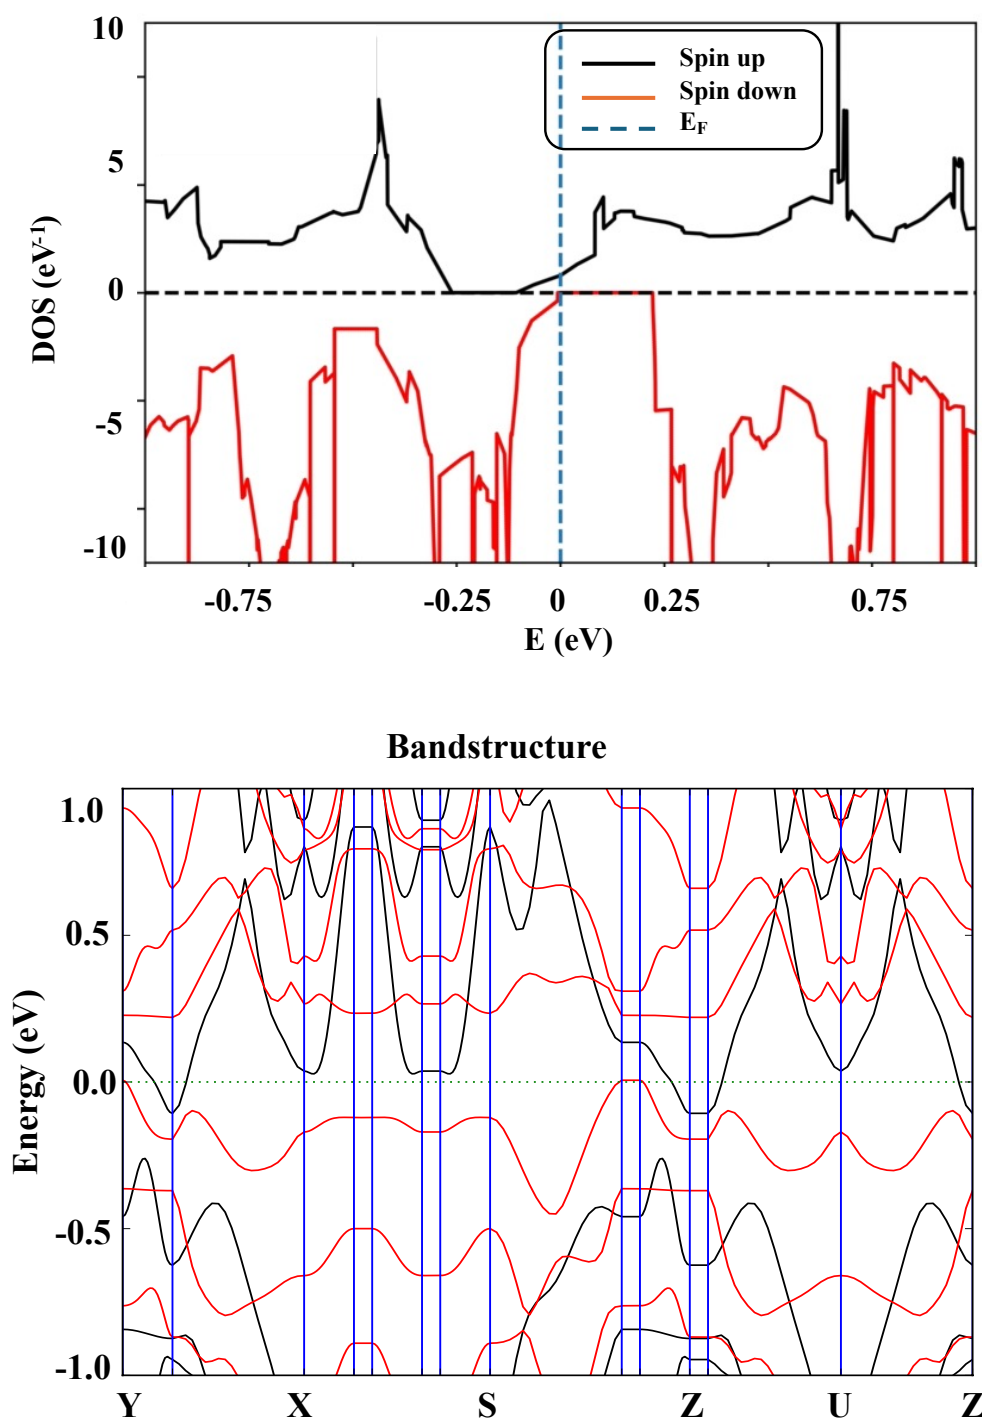 10
Spin up
Spin down
E_F
5
DOS (eV⁻¹)
0
-5
-10
-0.75 -0.25 0 0.25 0.75
E (eV)
Bandstructure
1.0
0.5
Energy (eV)
0.0
-0.5
-1.0
Y X S Z U Z